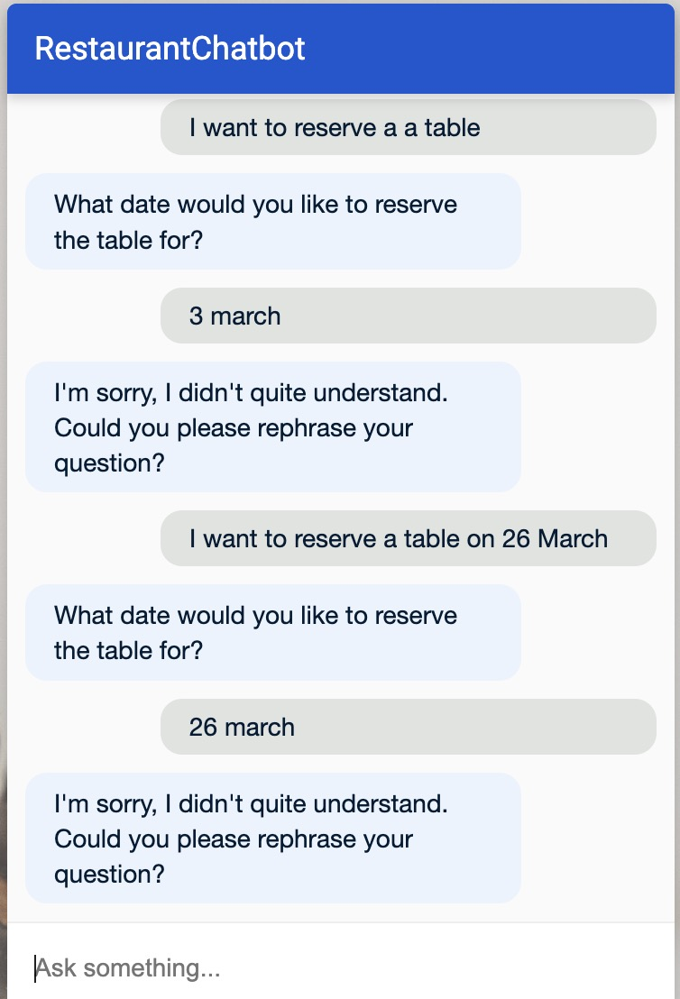 RestaurantChatbot
I want to reserve a a table
What date would you like to reserve
the table for?
3 march
I'm sorry, I didn't quite understand.
Could you please rephrase your
question?
I want to reserve a table on 26 March
What date would you like to reserve
the table for?
26 march
I'm sorry, I didn't quite understand.
Could you please rephrase your
question?
Ask something...